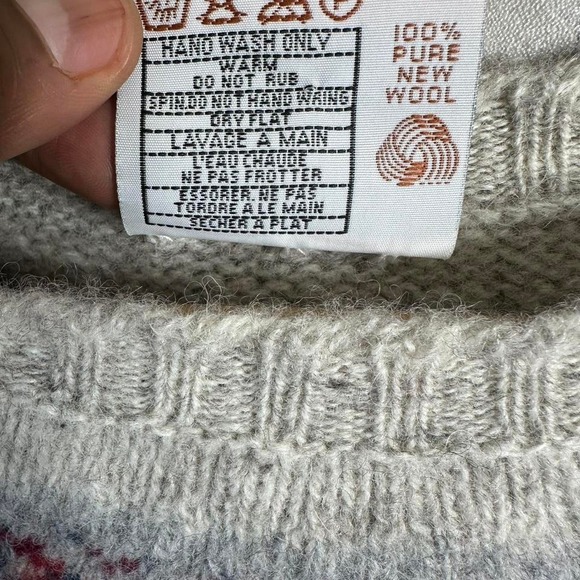 HAND WASH ONLY
WARM
DO NOT RUB
SPIN.DO NOT HAND WRING
DRY FLAT
LAVAGE A MAIN
L'EAU CHAUDE
NE PAS FROTTER
ESSORER. NE PAS
TORDRE A LE MAIN
SECHER A PLAT
100%
PURE
NEW
WOOL
P